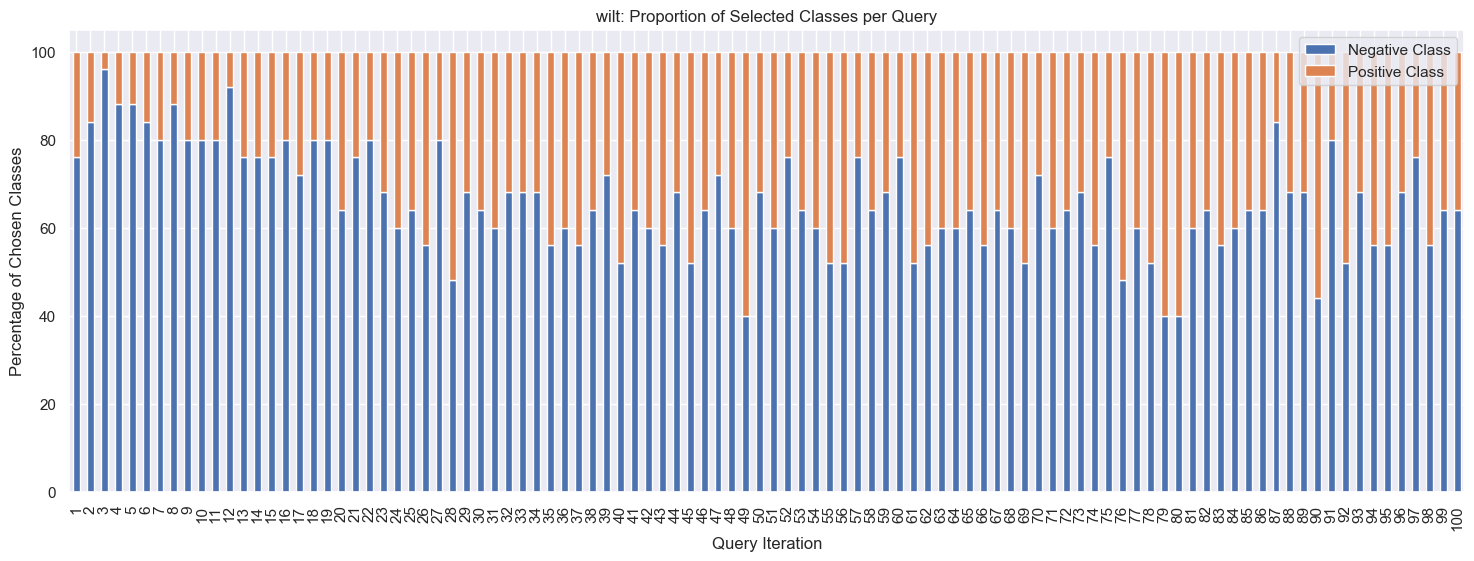 wilt: Proportion of Selected Classes per Query
Negative Class
Positive Class
Percentage of Chosen Classes
100
80
60
40
20
0
1 2 3 4 5 6 7 8 9 10 11 12 13 14 15 16 17 18 19 20 21 22 23 24 25 26 27 28 29 30 31 32 33 34 35 36 37 38 39 40 41 42 43 44 45 46 47 48 49 50 51 52 53 54 55 56 57 58 59 60 61 62 63 64 65 66 67 68 69 70 71 72 73 74 75 76 77 78 79 80 81 82 83 84 85 86 87 88 89 90 91 92 93 94 95 96 97 98 99 100
Query Iteration